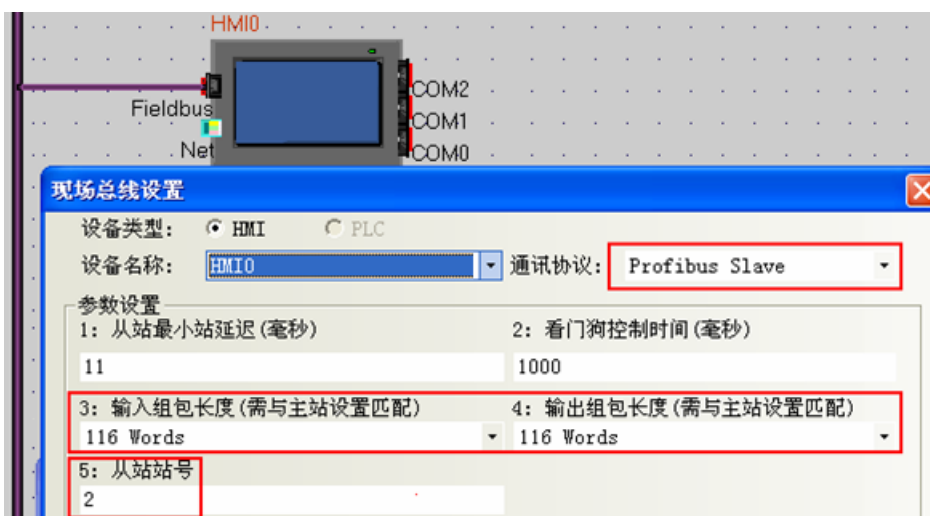 HMI0
COM2
Fieldbus
COM1
Net
COM0
现场总线设置
设备类型: HMI PLC
设备名称: HMI0 通讯协议: Profibus Slave
参数设置
1: 从站最小站延迟(毫秒) 2: 看门狗控制时间(毫秒)
11 1000
3: 输入组包长度(需与主站设置匹配) 4: 输出组包长度(需与主站设置匹配)
116 Words 116 Words
5: 从站站号
2